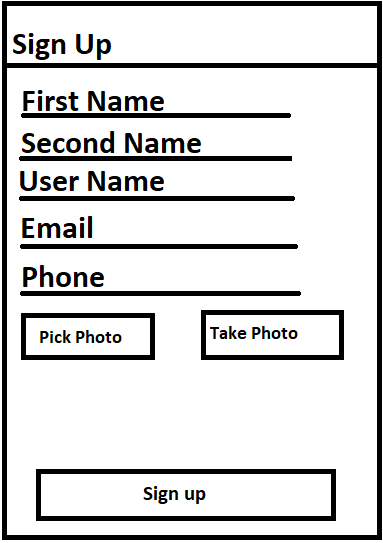 Sign Up
First Name
Second Name
User Name
Email
Phone
Pick Photo
Take Photo
Sign up